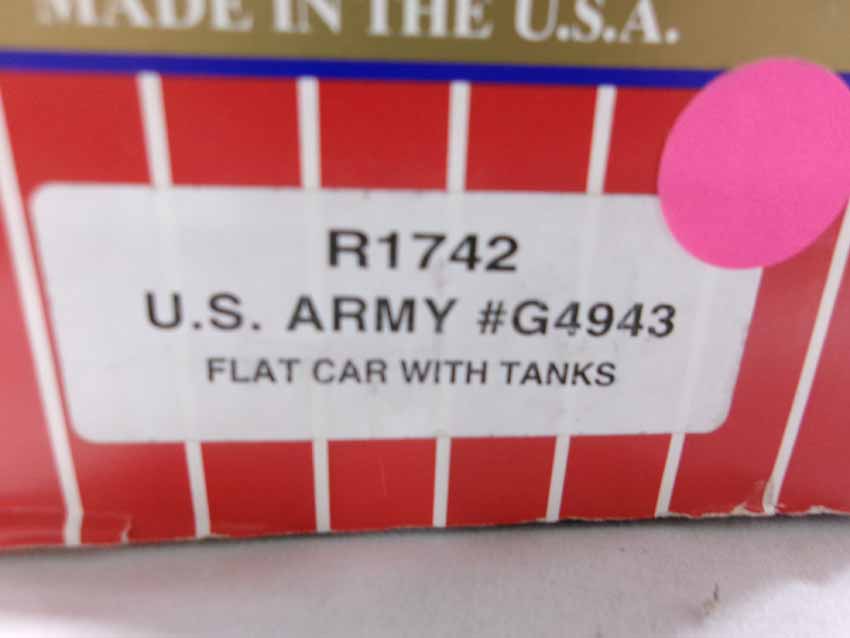 MADE IN THE U.S.A.
R1742
U.S. ARMY #G4943
FLAT CAR WITH TANKS